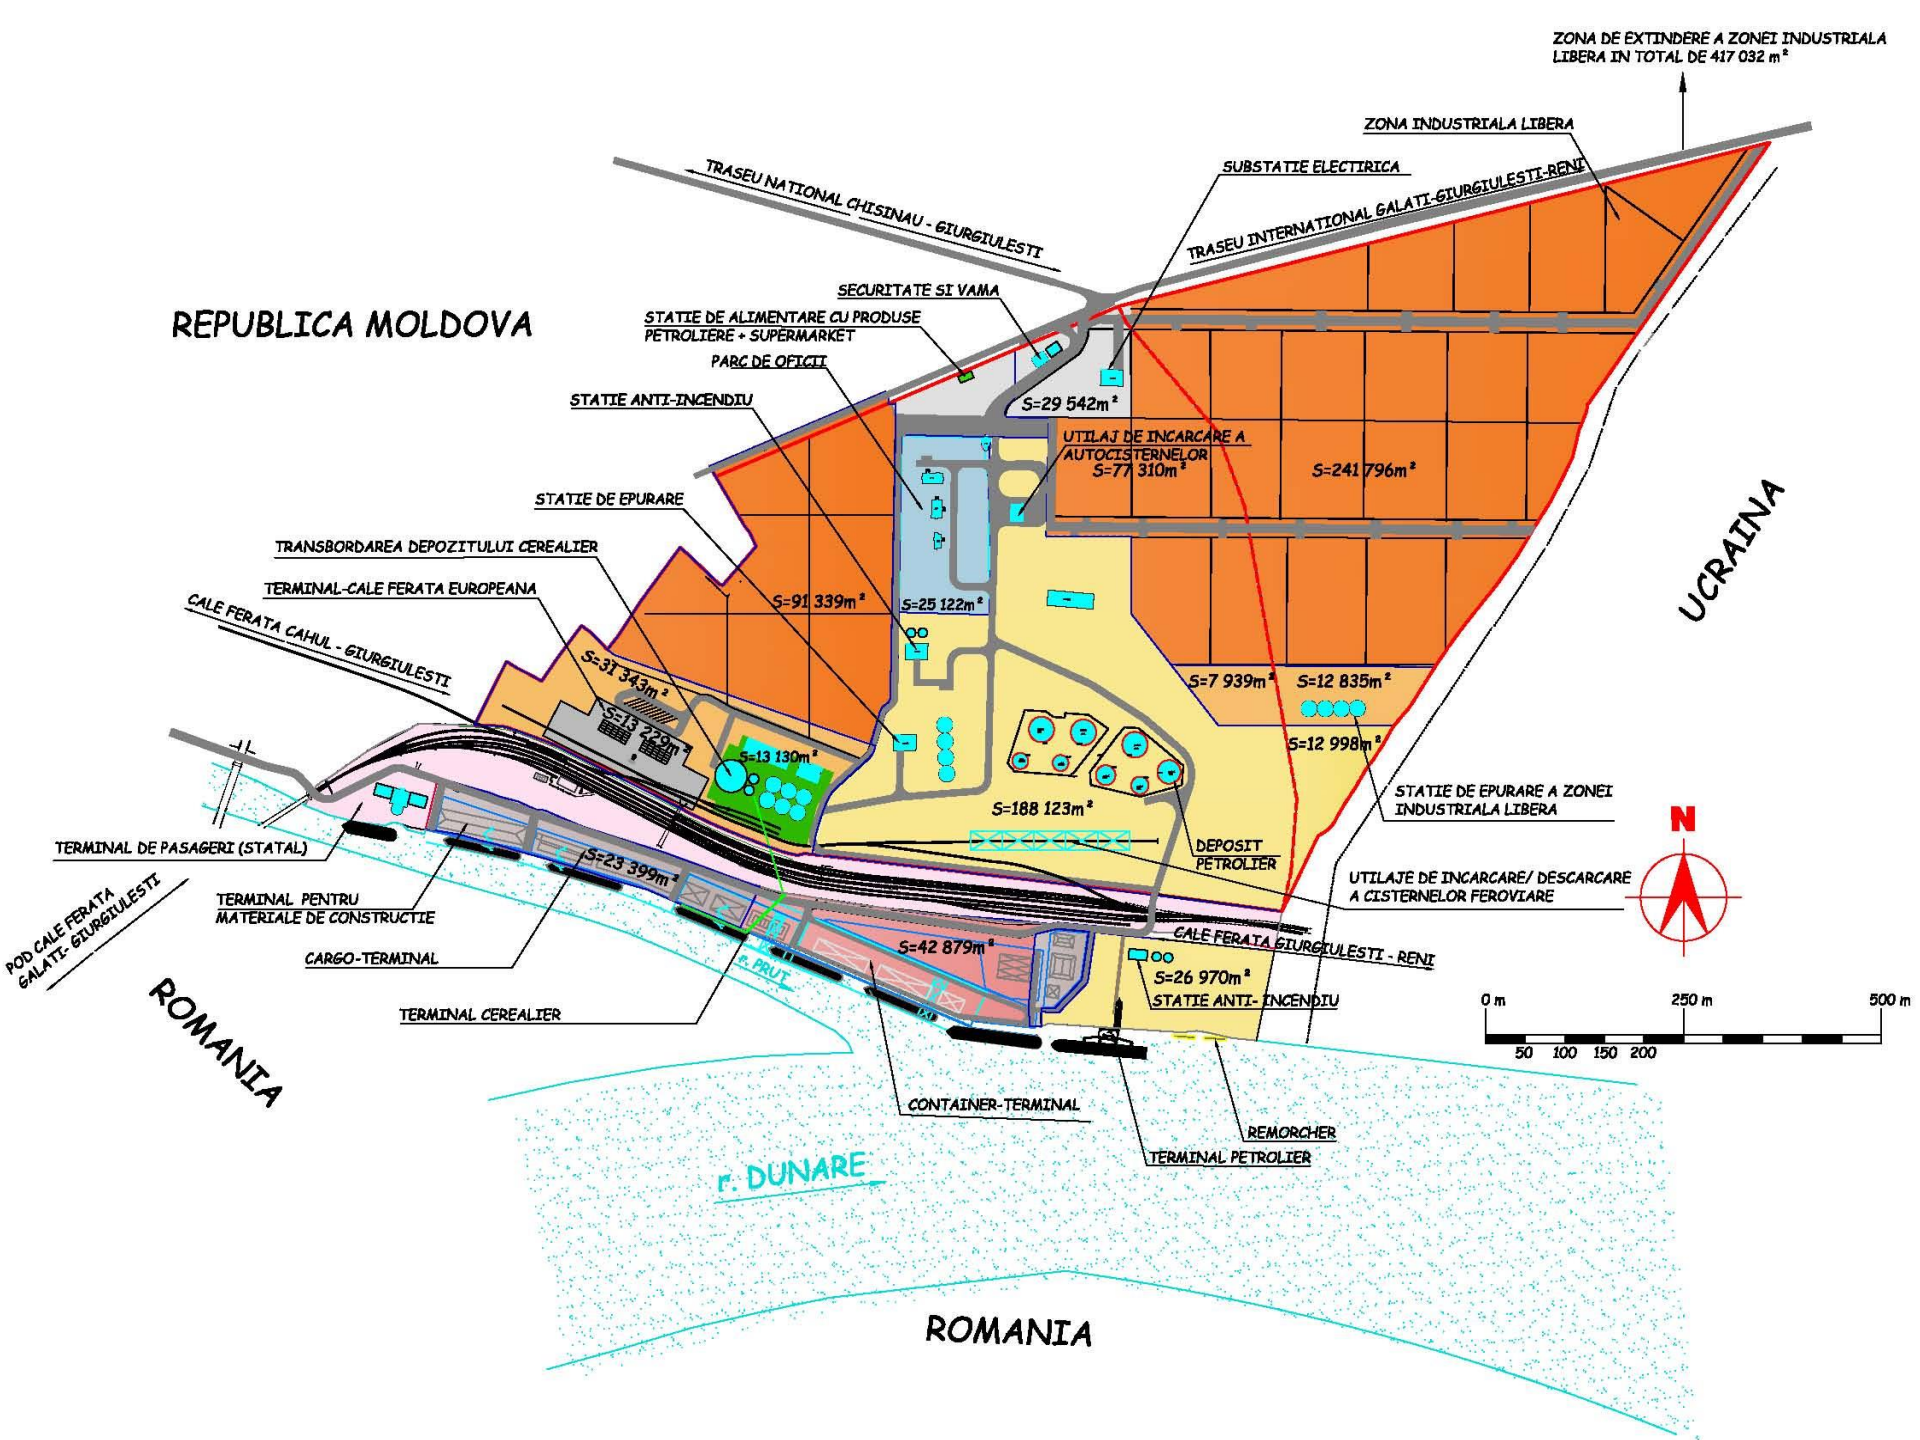 ZONA DE EXTINDERE A ZONEI INDUSTRIALA
LIBERA IN TOTAL DE 417 032 m²
ZONA INDUSTRIALA LIBERA
SUBSTATIE ELECTIRICA
TRASEU NATIONAL CHISINAU - GIURGIULESTI
TRASEU INTERNATIONAL GALATI-GIURGIULESTI-RENI
SECURITATE SI VAMA
STATIE DE ALIMENTARE CU PRODUSE
PETROLIERE + SUPERMARKET
REPUBLICA MOLDOVA
PARC DE OFICII
STATIE ANTI-INCENDIU
S=29 542m²
UTILAJ DE INCARCARE A
AUTOCISTERNELOR
S=77 310m²
S=241 796m²
STATIE DE EPURARE
UCRAINA
TRANSBORDAREA DEPOZITULUI CEREALIER
TERMINAL-CALE FERATA EUROPEANA
CALE FERATA CAHUL - GIURGIULESTI
S=91 339m²
S=25 122m²
S=31 343m²
S=7 939m²
S=12 835m²
S=13 229m²
S=13 130m²
S=12 998m²
STATIE DE EPURARE A ZONEI
INDUSTRIALA LIBERA
S=188 123m²
N
TERMINAL DE PASAGERI (STATAL)
DEPOSIT
PETROLIER
S=23 399m²
UTILAJE DE INCARCARE/ DESCARCARE
A CISTERNELOR FEROVIARE
TERMINAL PENTRU
MATERIALE DE CONSTRUCTIE
POD CALE FERATA
GALATI- GIURGIULESTI
CARGO-TERMINAL
S=42 879m²
CALE FERATA GIURGIULESTI - RENI
r. PRUT
S=26 970m²
STATIE ANTI- INCENDIU
TERMINAL CEREALIER
ROMANIA
0 m 250 m 500 m
50 100 150 200
CONTAINER-TERMINAL
REMORCHER
TERMINAL PETROLIER
r. DUNARE
ROMANIA